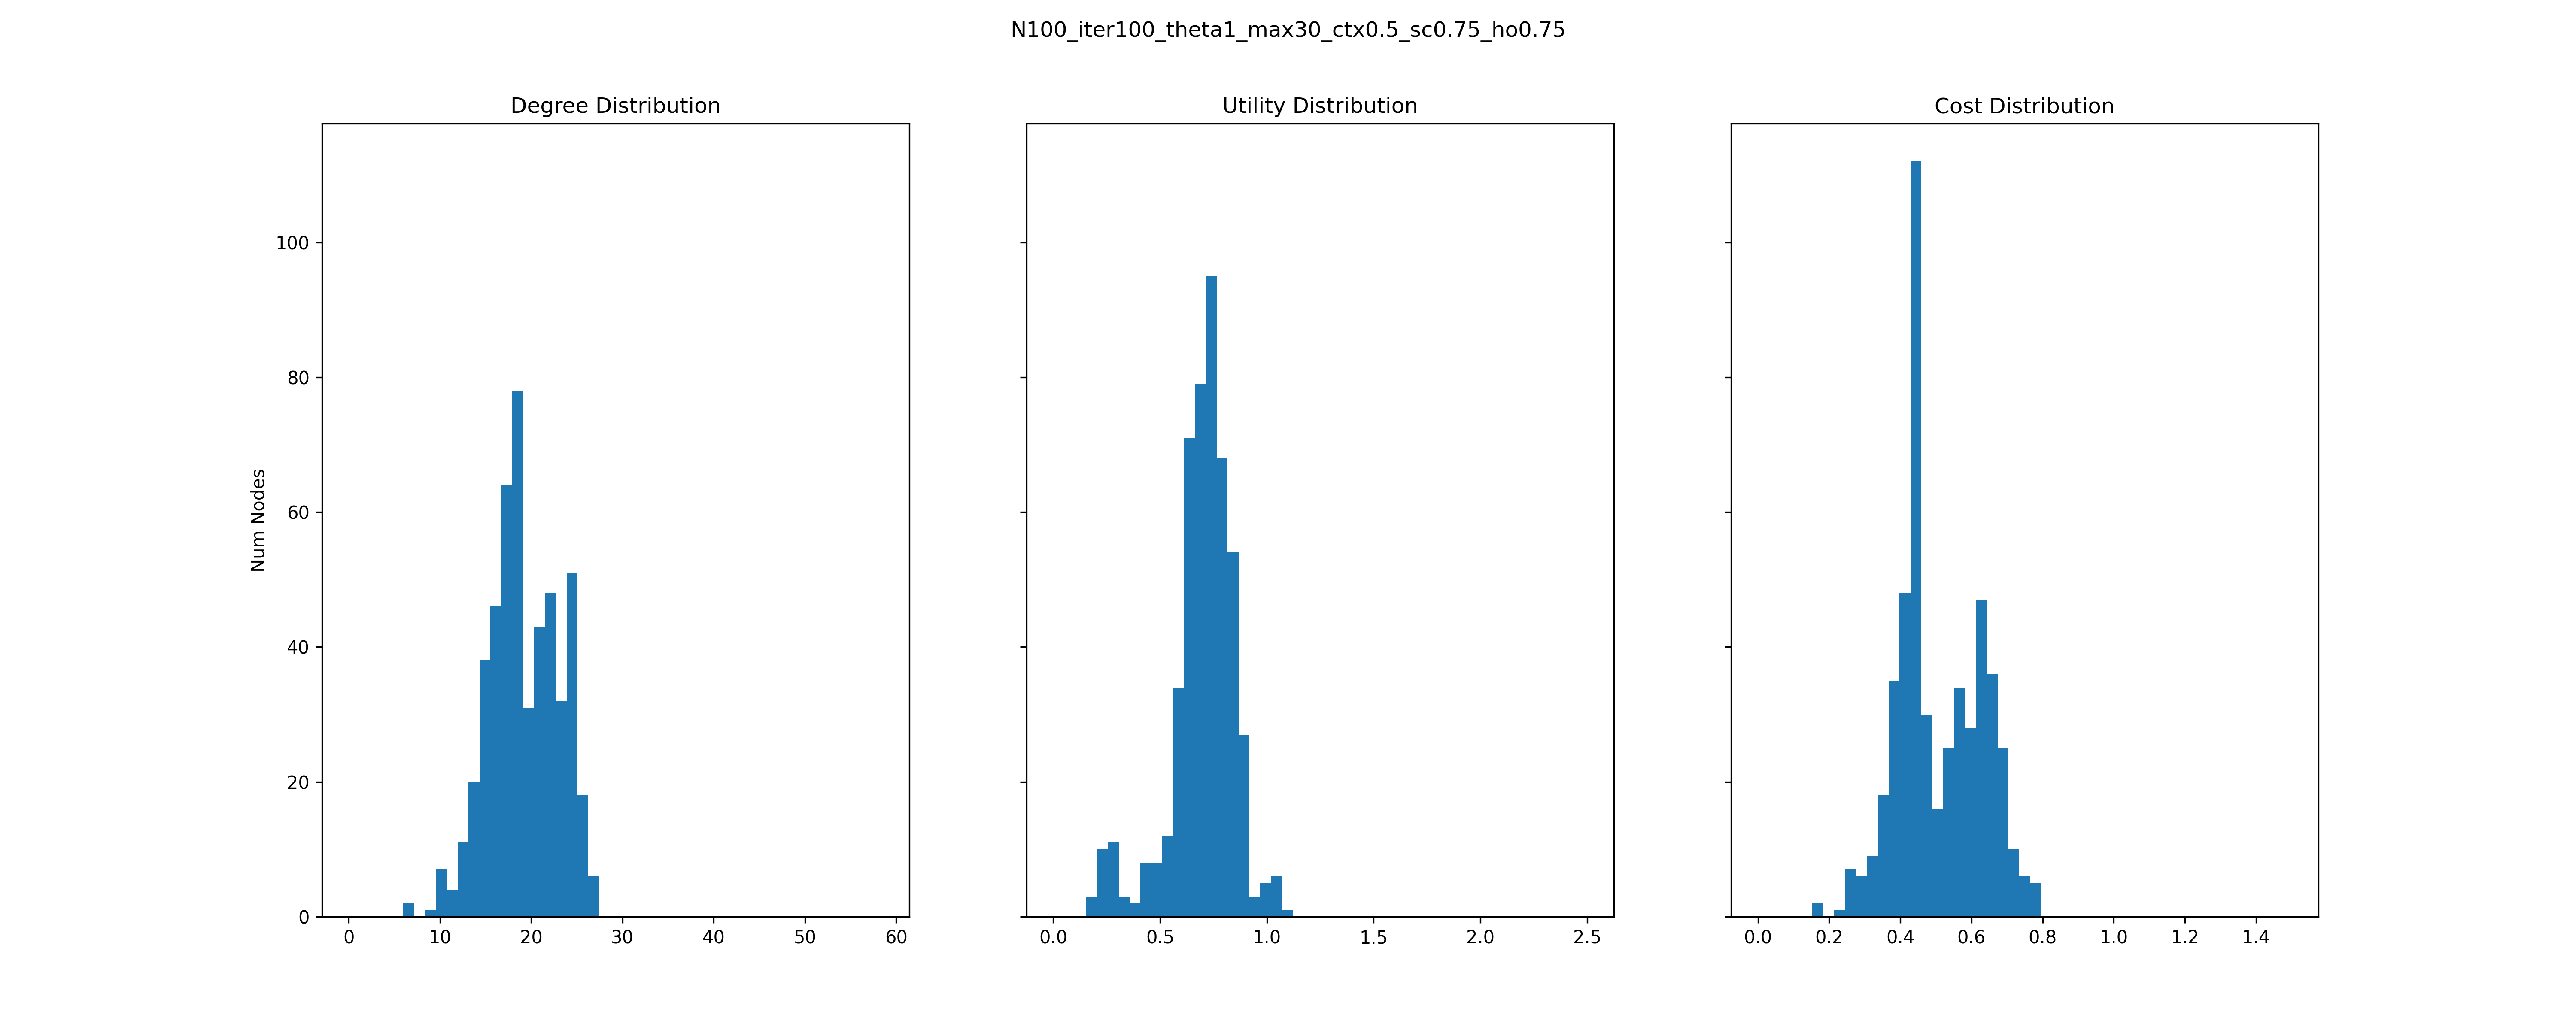 N100_iter100_theta1_max30_ctx0.5_sc0.75_ho0.75
Degree Distribution
Utility Distribution
Cost Distribution
Num Nodes
100
80
60
40
20
0
0 10 20 30 40 50 60
0.0 0.5 1.0 1.5 2.0 2.5
0.0 0.2 0.4 0.6 0.8 1.0 1.2 1.4